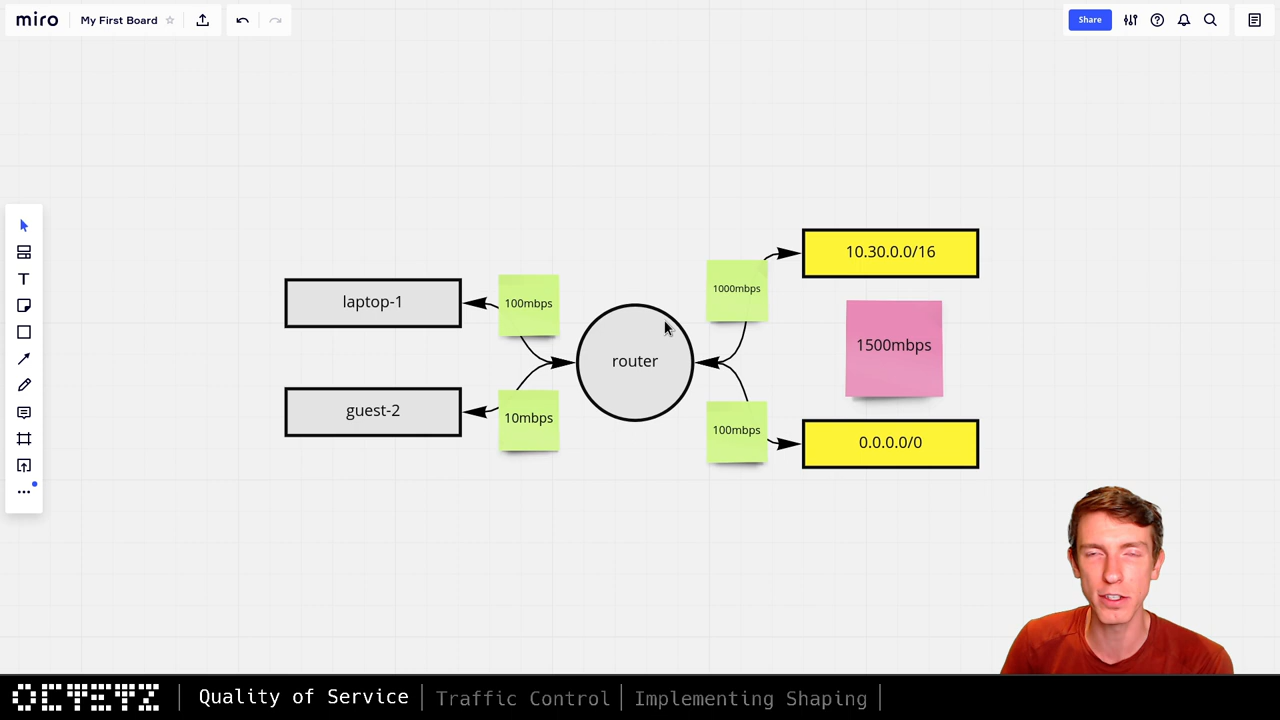 miro
My First Board
Share
T
10.30.0.0/16
1000mbps
laptop-1
100mbps
1500mbps
router
guest-2
10mbps
100mbps
0.0.0.0/0
OCTETZ
Quality of Service
Traffic Control
Implementing Shaping